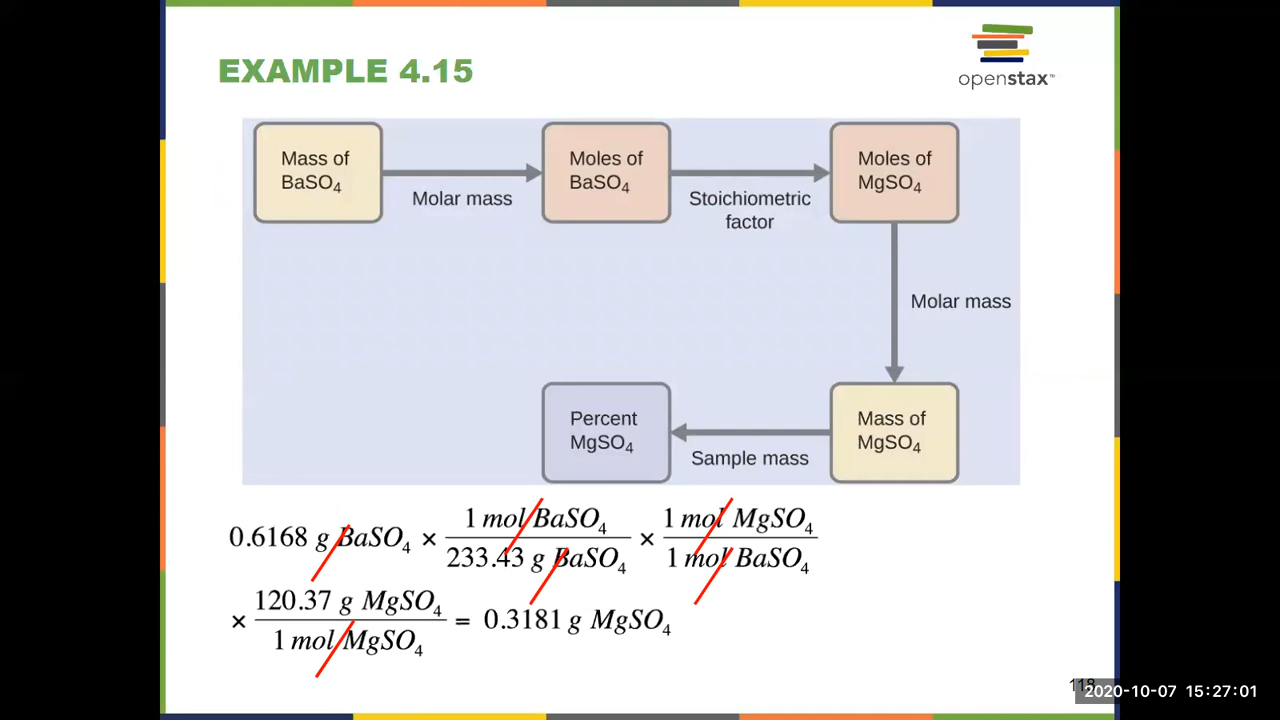 EXAMPLE 4.15
openstax™
Mass of
BaSO₄
Molar mass
Moles of
BaSO₄
Stoichiometric
factor
Moles of
MgSO₄
Molar mass
Mass of
MgSO₄
Sample mass
Percent
MgSO₄
0.6168 g BaSO₄ × 1 mol BaSO₄ / 233.43 g BaSO₄ × 1 mol MgSO₄ / 1 mol BaSO₄
× 120.37 g MgSO₄ / 1 mol MgSO₄ = 0.3181 g MgSO₄
118
2020-10-07 15:27:01